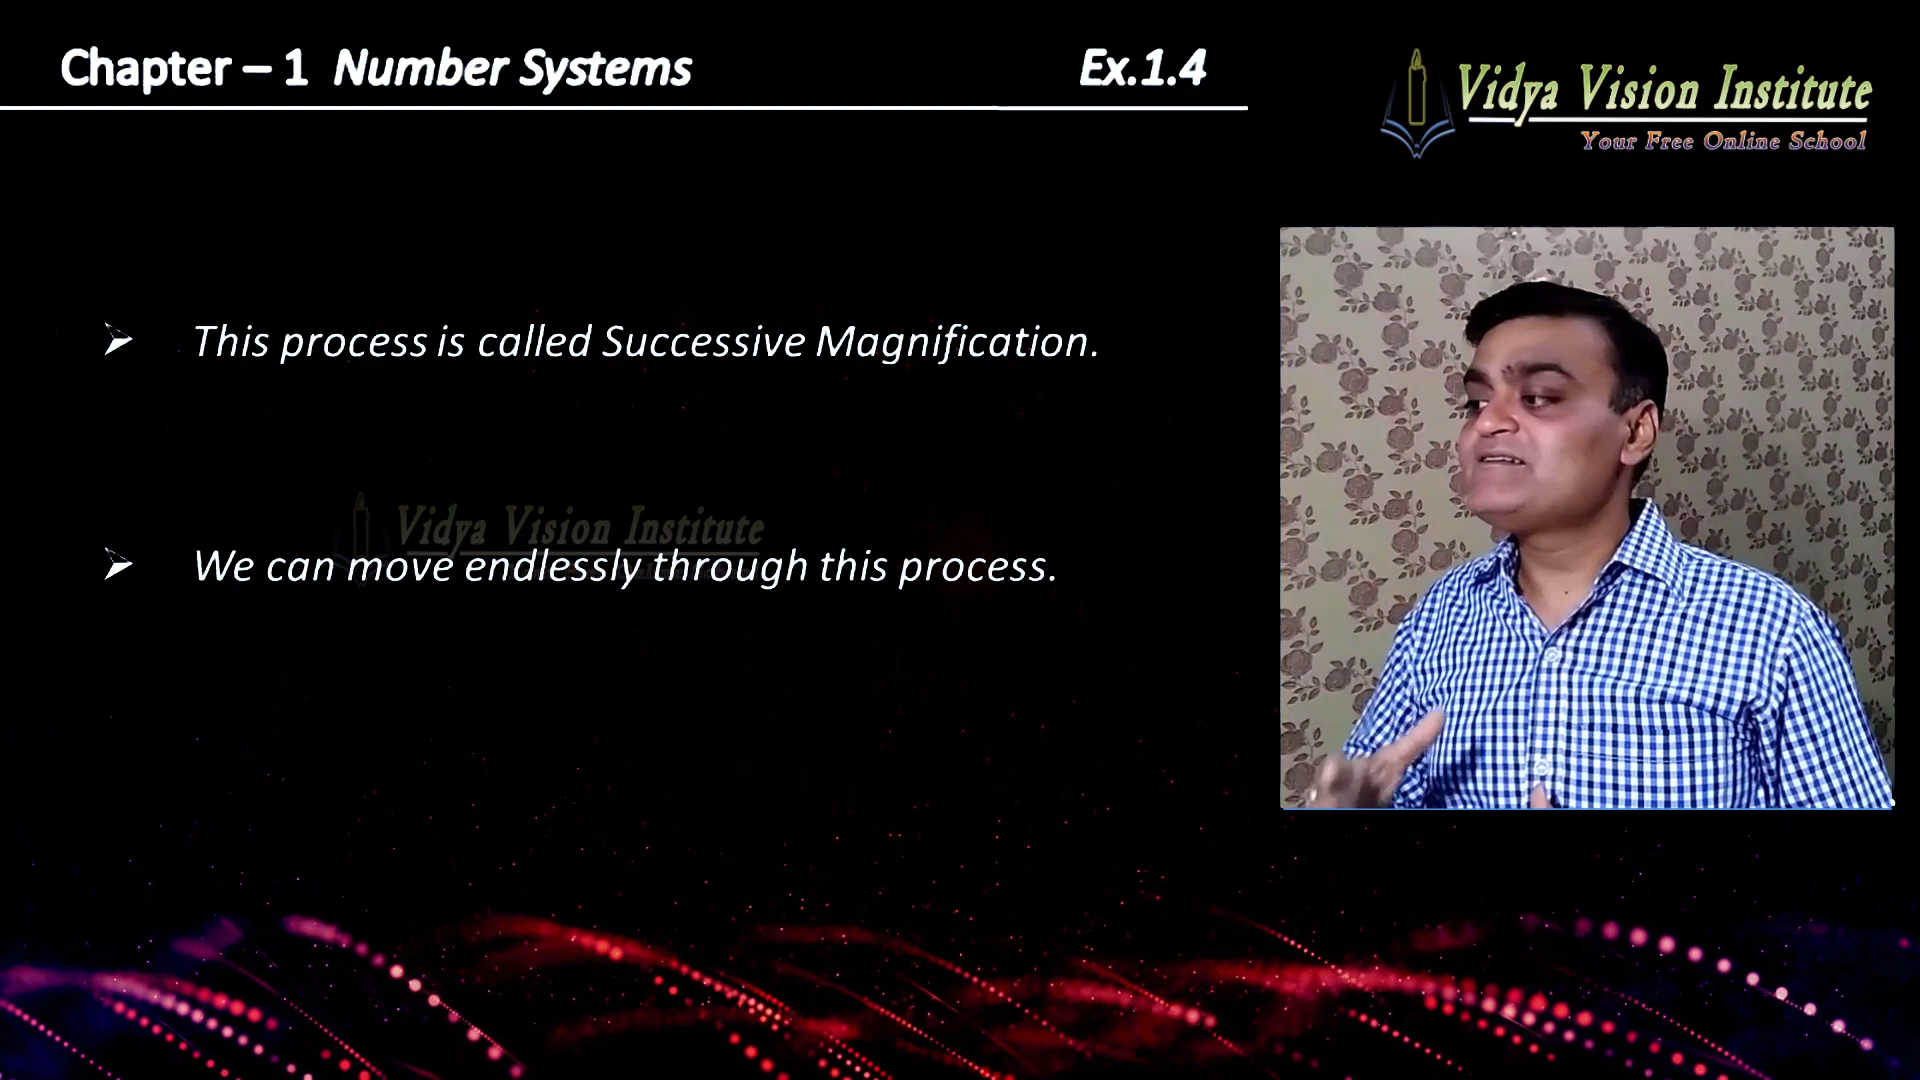 Chapter – 1 Number Systems Ex.1.4
Vidya Vision Institute
Your Free Online School
➢ This process is called Successive Magnification.
Vidya Vision Institute
➢ We can move endlessly through this process.